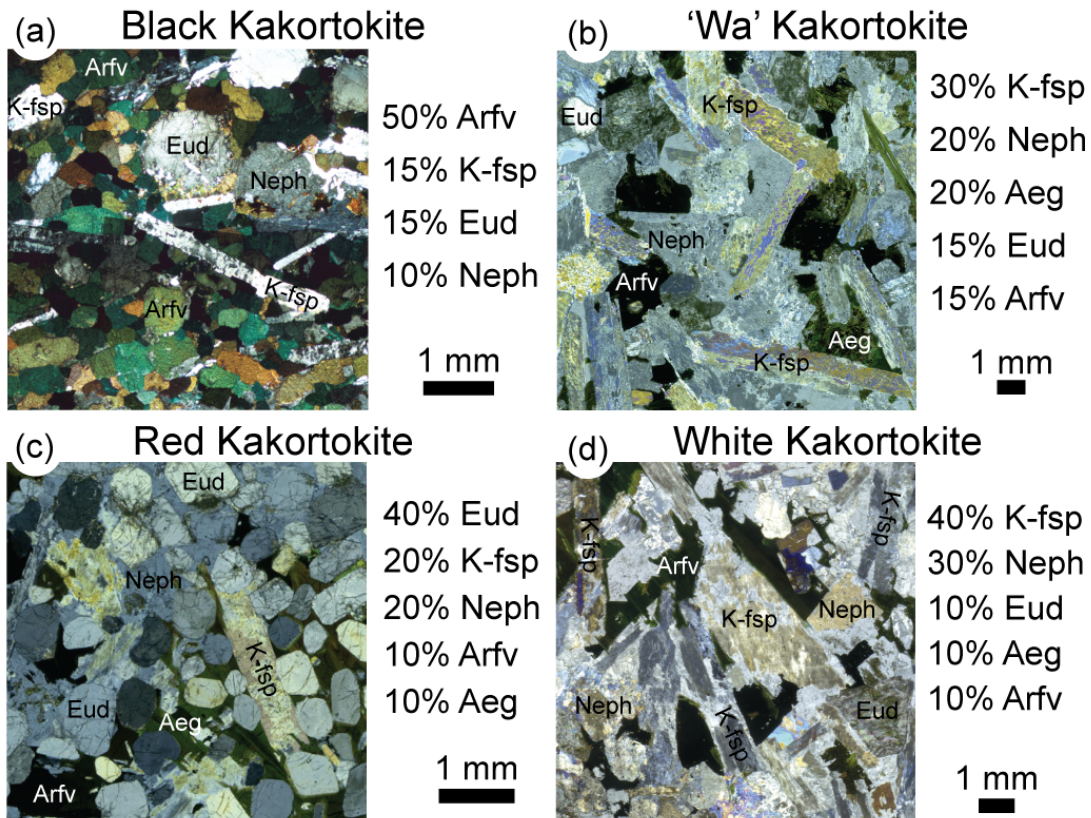 (a) Black Kakortokite
Arfv
K-fsp
Eud
Neph
K-fsp
Arfv
50% Arfv
15% K-fsp
15% Eud
10% Neph
1 mm
(b) ‘Wa’ Kakortokite
K-fsp
Eud
Neph
Arfv
Aeg
K-fsp
30% K-fsp
20% Neph
20% Aeg
15% Eud
15% Arfv
1 mm
(c) Red Kakortokite
Eud
Neph
K-fsp
Eud
Aeg
Arfv
40% Eud
20% K-fsp
20% Neph
10% Arfv
10% Aeg
1 mm
(d) White Kakortokite
K-fsp
K-fsp
Arfv
K-fsp
Neph
Neph
Eud
K-fsp
40% K-fsp
30% Neph
10% Eud
10% Aeg
10% Arfv
1 mm